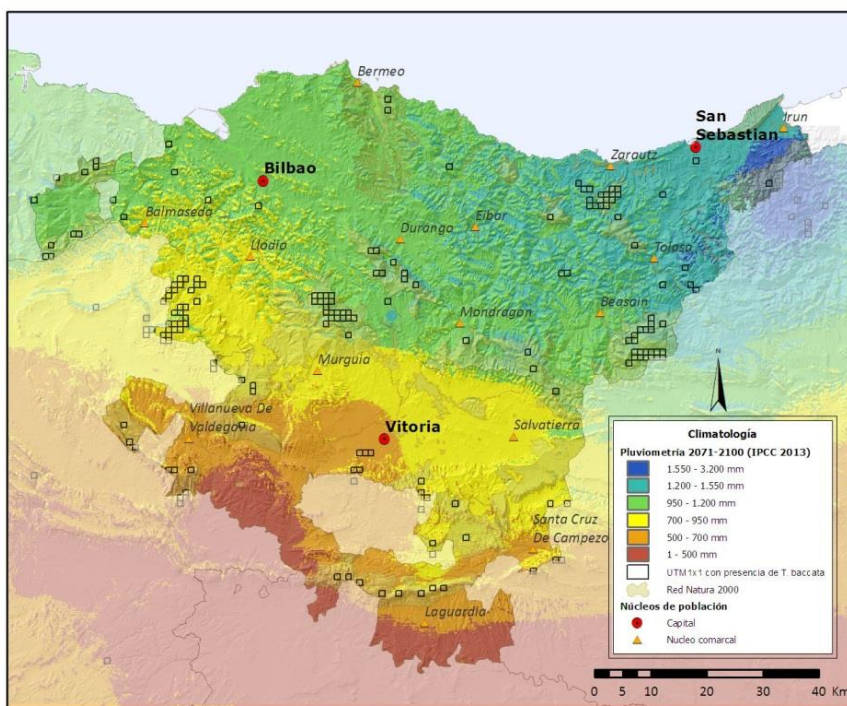 Bermeo
San
Sebastian
Irun
Zarautz
Bilbao
Balmaseda
Durango
Eibar
Llodio
Tolosa
Mondragon
Beasain
Murguia
N
Villanueva De
Valdegovia
Vitoria
Salvatierra
Santa Cruz
De Campezo
Laguardia
Climatología
Pluviometría 2071-2100 (IPCC 2013)
1.550 - 3.200 mm
1.200 - 1.550 mm
950 - 1.200 mm
700 - 950 mm
500 - 700 mm
1 - 500 mm
UTM 1x1 con presencia de T. baccata
Red Natura 2000
Núcleos de población
Capital
Nucleo comarcal
0 5 10 20 30 40
Km